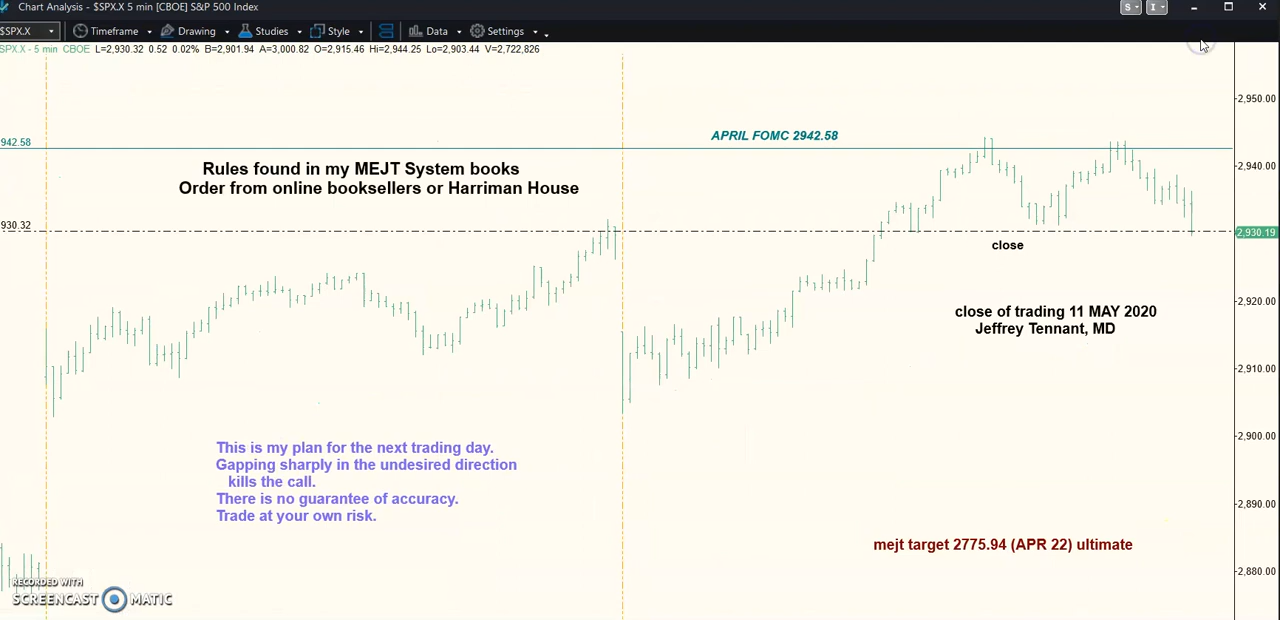 Chart Analysis - $SPX.X 5 min [CBOE] S&P 500 Index
S
I
$SPX.X
Timeframe
Drawing
Studies
Style
Data
Settings
SPX.X - 5 min CBOE L=2,930.32 0.52 0.02% B=2,901.94 A=3,000.82 O=2,915.46 Hi=2,944.25 Lo=2,903.44 V=2,722,826
2,950.00
942.58
APRIL FOMC 2942.58
2,940.00
Rules found in my MEJT System books
Order from online booksellers or Harriman House
930.32
2,930.19
close
2,920.00
close of trading 11 MAY 2020
Jeffrey Tennant, MD
2,910.00
2,900.00
This is my plan for the next trading day.
Gapping sharply in the undesired direction
kills the call.
There is no guarantee of accuracy.
Trade at your own risk.
2,890.00
mejt target 2775.94 (APR 22) ultimate
2,880.00
RECORDED WITH
SCREENCAST MATIC